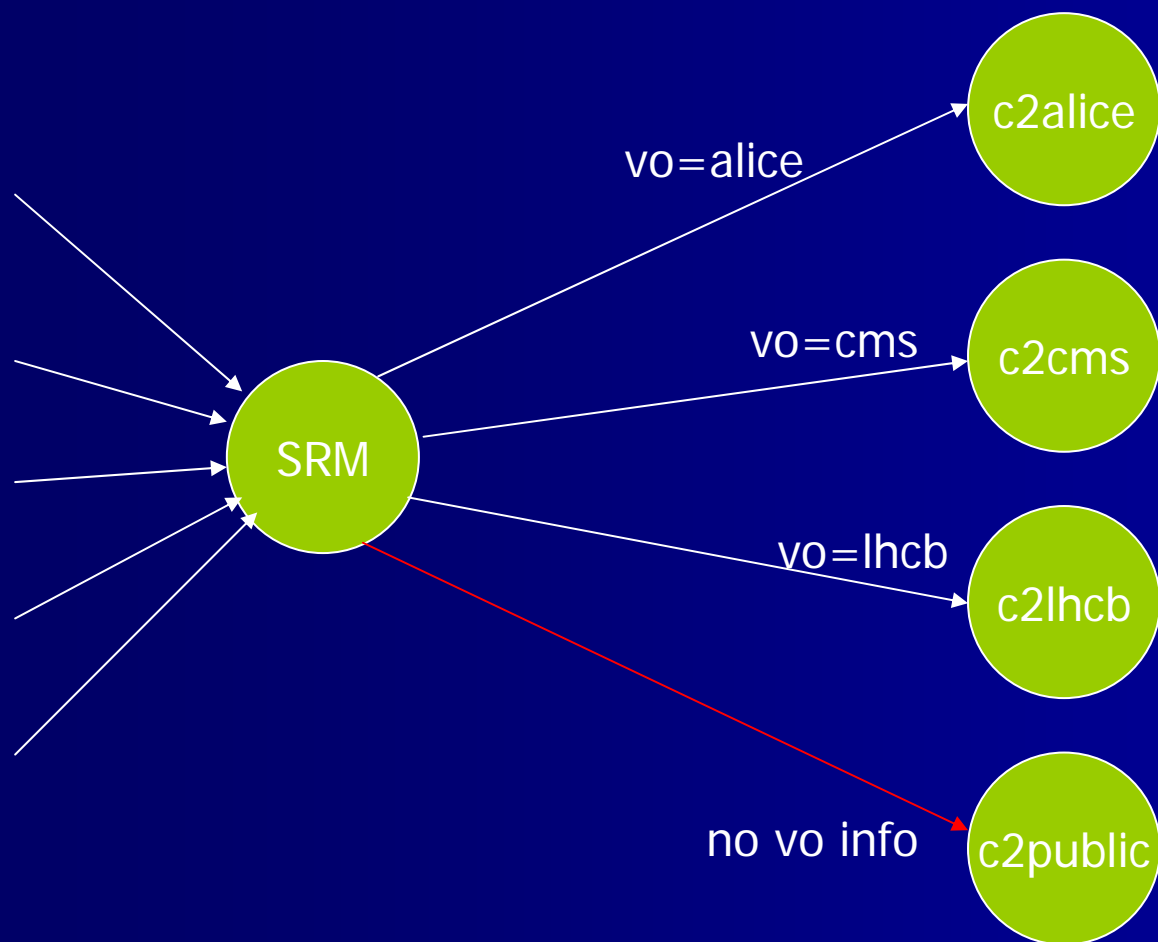 c2alice
vo=alice
vo=cms
c2cms
SRM
vo=lhcb
c2lhcb
no vo info
c2public